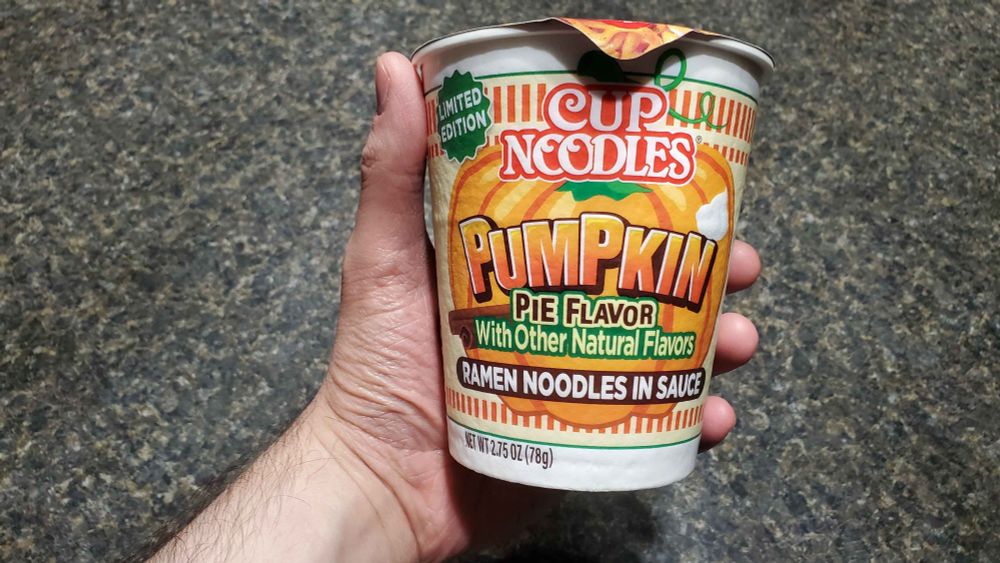 LIMITED
EDITION
CUP
NOODLES®
PUMPKIN
PIE FLAVOR
With Other Natural Flavors
RAMEN NOODLES IN SAUCE
NET WT 2.75 OZ (78g)